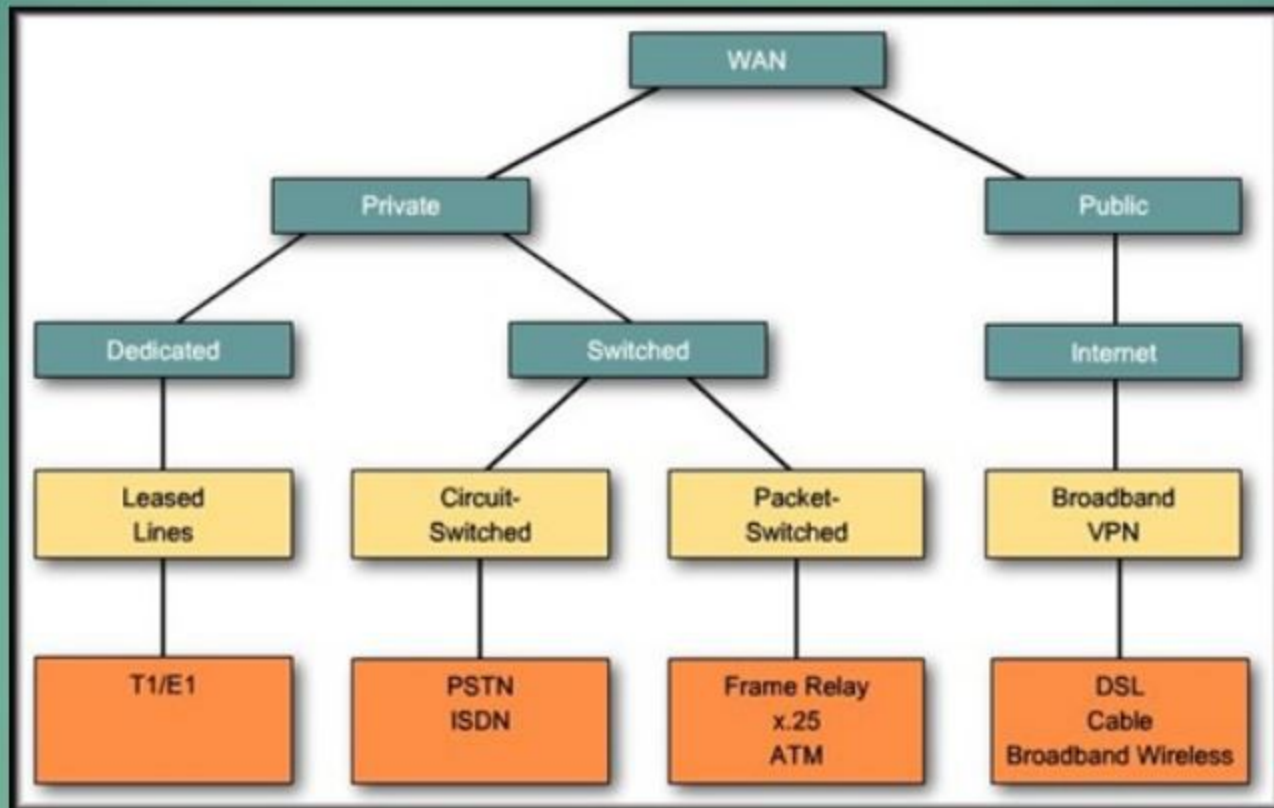 WAN
Private
Public
Dedicated
Switched
Internet
Leased
Lines
Circuit-
Switched
Packet-
Switched
Broadband
VPN
T1/E1
PSTN
ISDN
Frame Relay
x.25
ATM
DSL
Cable
Broadband Wireless